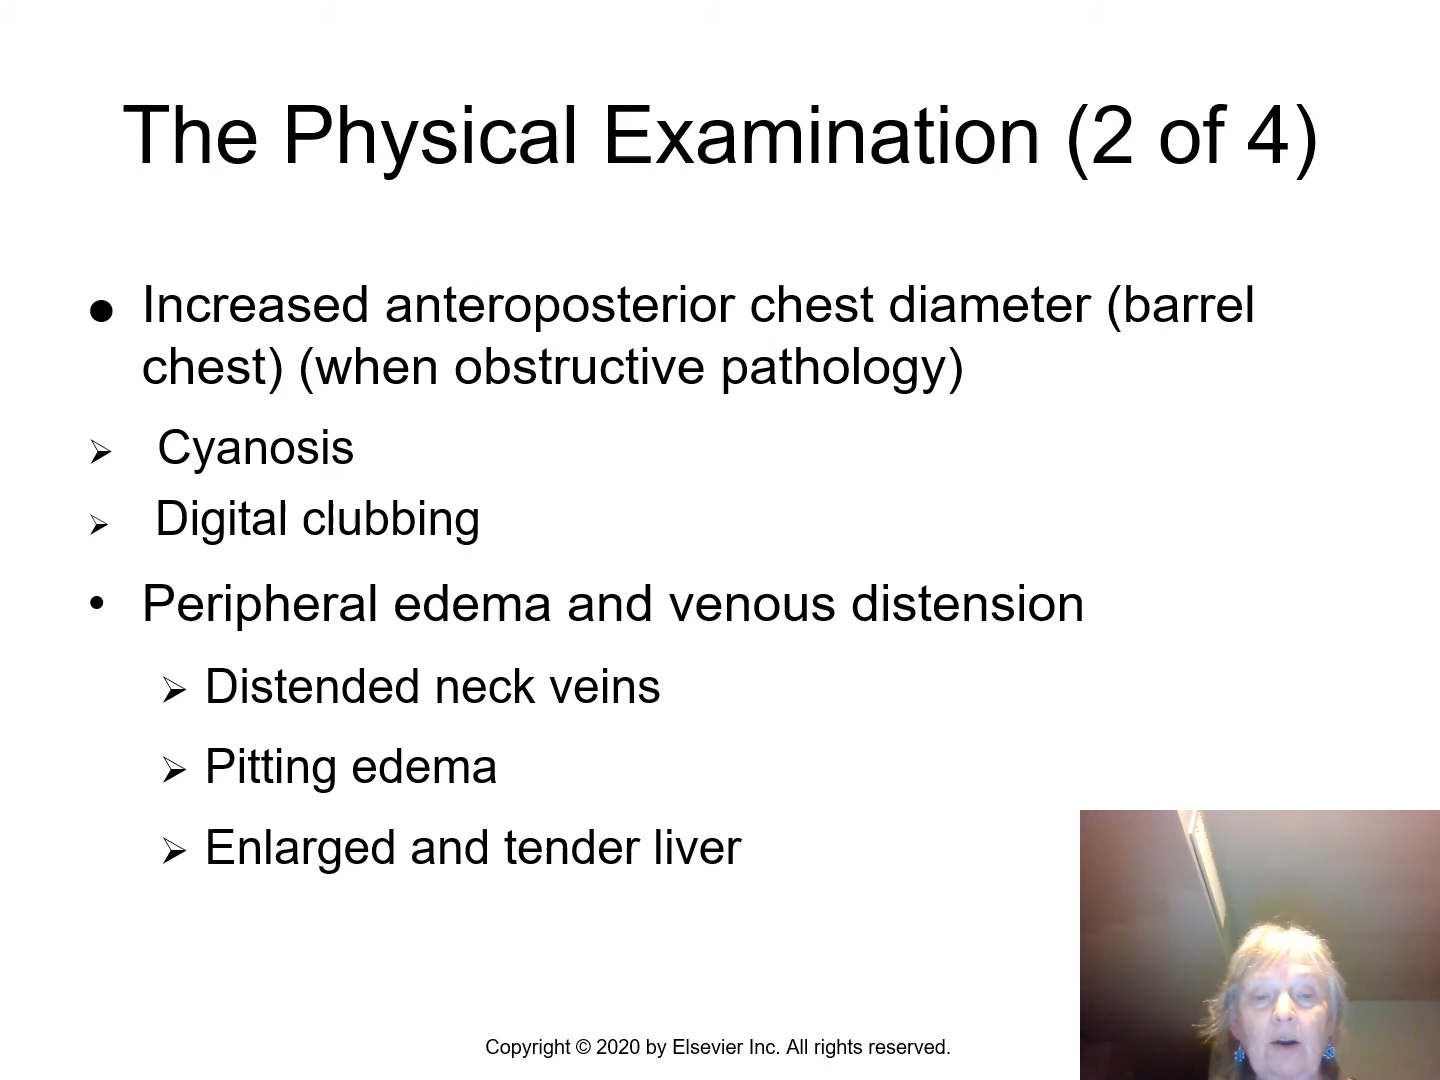 The Physical Examination (2 of 4)
● Increased anteroposterior chest diameter (barrel
chest) (when obstructive pathology)
➢ Cyanosis
➢ Digital clubbing
• Peripheral edema and venous distension
➢ Distended neck veins
➢ Pitting edema
➢ Enlarged and tender liver
Copyright © 2020 by Elsevier Inc. All rights reserved.